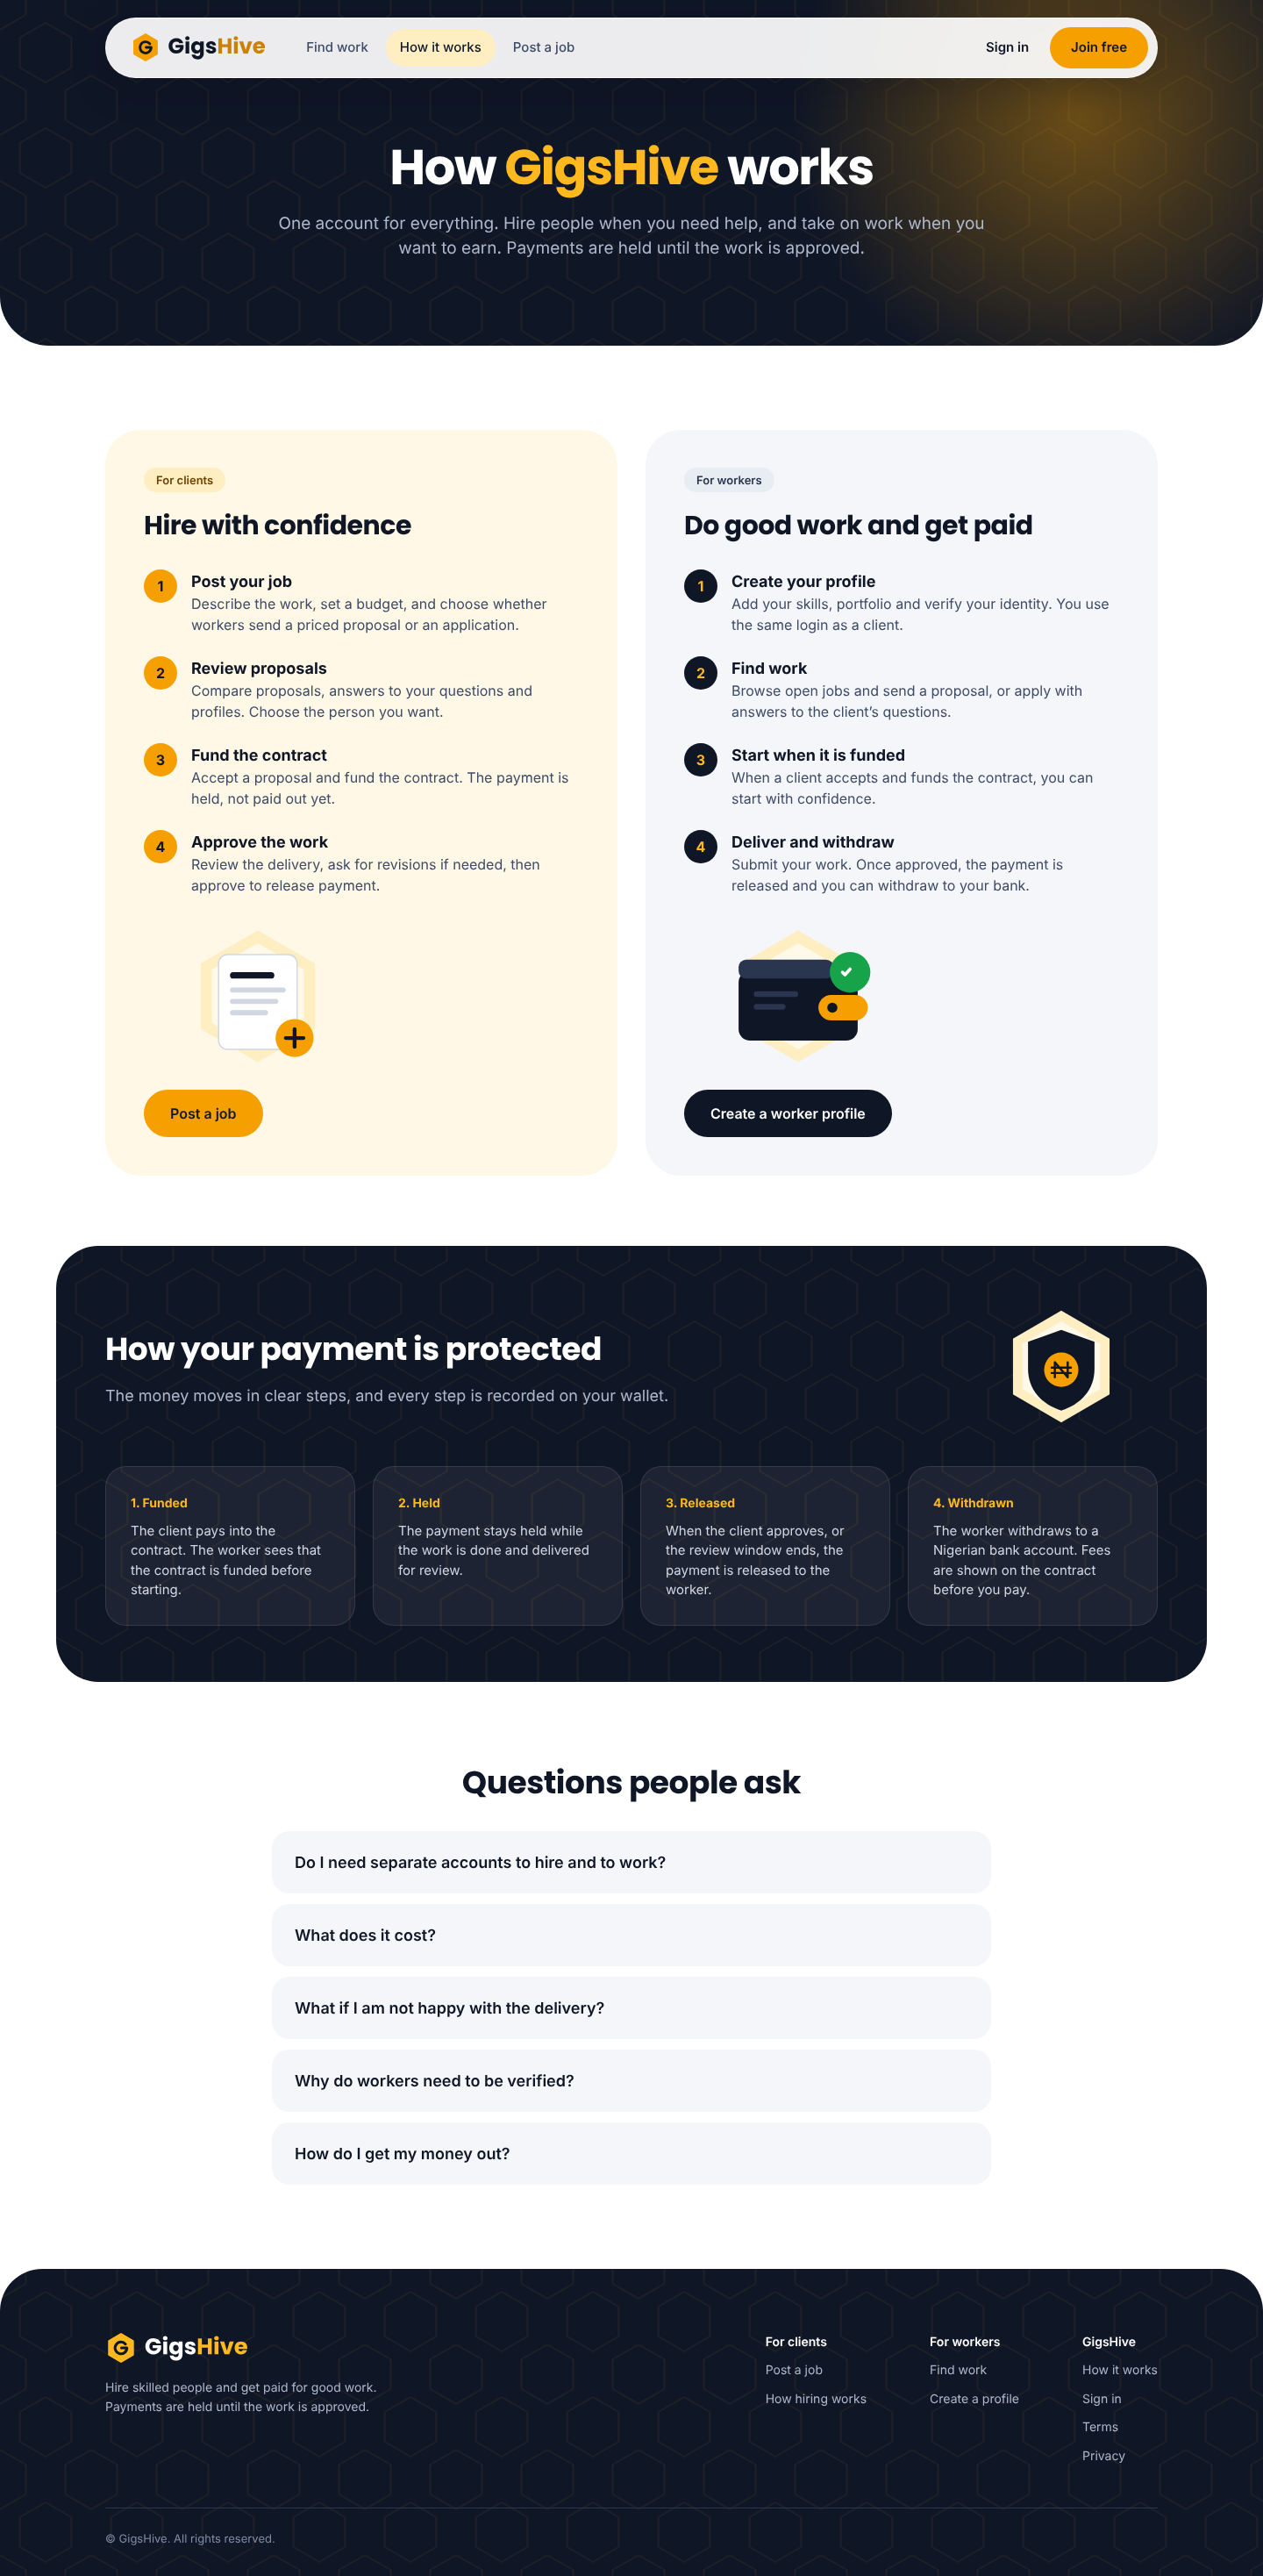 GigsHive
Find work
How it works
Post a job
Sign in
Join free
How GigsHive works
One account for everything. Hire people when you need help, and take on work when you
want to earn. Payments are held until the work is approved.
For clients
Hire with confidence
1
Post your job
Describe the work, set a budget, and choose whether
workers send a priced proposal or an application.
2
Review proposals
Compare proposals, answers to your questions and
profiles. Choose the person you want.
3
Fund the contract
Accept a proposal and fund the contract. The payment is
held, not paid out yet.
4
Approve the work
Review the delivery, ask for revisions if needed, then
approve to release payment.
Post a job
For workers
Do good work and get paid
1
Create your profile
Add your skills, portfolio and verify your identity. You use
the same login as a client.
2
Find work
Browse open jobs and send a proposal, or apply with
answers to the client’s questions.
3
Start when it is funded
When a client accepts and funds the contract, you can
start with confidence.
4
Deliver and withdraw
Submit your work. Once approved, the payment is
released and you can withdraw to your bank.
Create a worker profile
How your payment is protected
The money moves in clear steps, and every step is recorded on your wallet.
₦
1. Funded
The client pays into the
contract. The worker sees that
the contract is funded before
starting.
2. Held
The payment stays held while
the work is done and delivered
for review.
3. Released
When the client approves, or
the review window ends, the
payment is released to the
worker.
4. Withdrawn
The worker withdraws to a
Nigerian bank account. Fees
are shown on the contract
before you pay.
Questions people ask
Do I need separate accounts to hire and to work?
What does it cost?
What if I am not happy with the delivery?
Why do workers need to be verified?
How do I get my money out?
GigsHive
Hire skilled people and get paid for good work.
Payments are held until the work is approved.
For clients
Post a job
How hiring works
For workers
Find work
Create a profile
GigsHive
How it works
Sign in
Terms
Privacy
© GigsHive. All rights reserved.